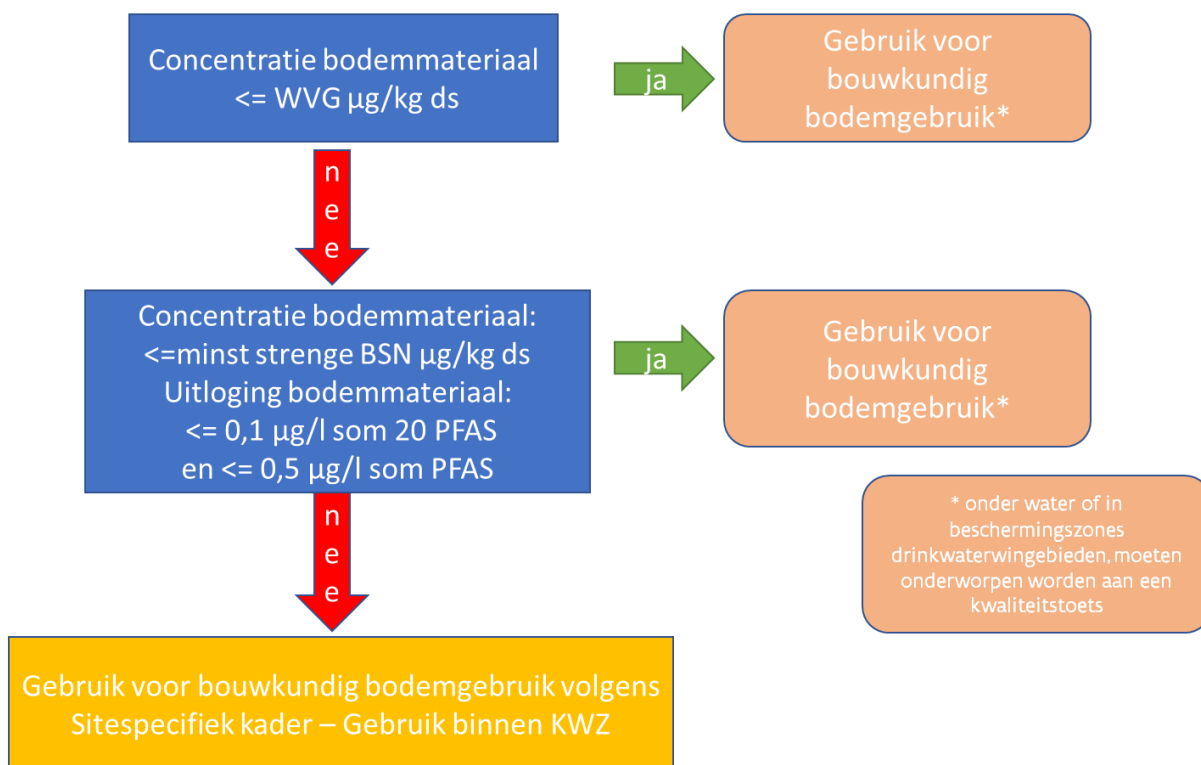 Concentratie bodemmateriaal
<= WVG µg/kg ds
ja
Gebruik voor
bouwkundig
bodemgebruik*
nee
Concentratie bodemmateriaal:
<=minst strenge BSN µg/kg ds
Uitloging bodemmateriaal:
<= 0,1 µg/l som 20 PFAS
en <= 0,5 µg/l som PFAS
ja
Gebruik voor
bouwkundig
bodemgebruik*
nee
* onder water of in
beschermingszones
drinkwaterwingebieden, moeten
onderworpen worden aan een
kwaliteitstoets
Gebruik voor bouwkundig bodemgebruik volgens
Sitespecifiek kader – Gebruik binnen KWZ